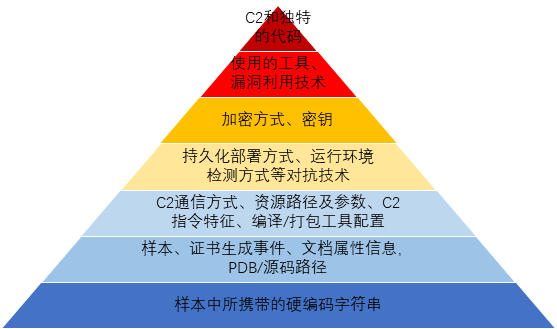 C2和独特
的代码
使用的工具、
漏洞利用技术
加密方式、密钥
持久化部署方式、运行环境
检测方式等对抗技术
C2通信方式、资源路径及参数、C2
指令特征、编译/打包工具配置
样本、证书生成事件、文档属性信息,
PDB/源码路径
样本中所携带的硬编码字符串